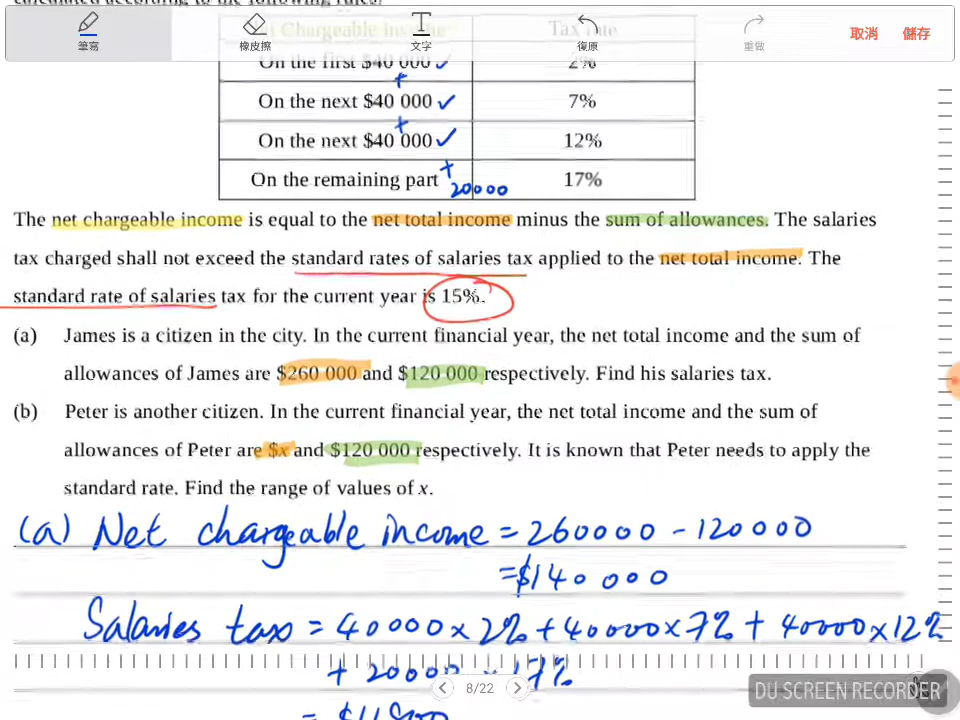 calculated according to the following rules.
筆寫 橡皮擦 文字 復原 重做 取消 儲存
Chargeable Tax
On the first $40 000 ✓ 2%
+
On the next $40 000 ✓ 7%
+
On the next $40 000 ✓ 12%
+
On the remaining part 20000 17%
The net chargeable income is equal to the net total income minus the sum of allowances. The salaries
tax charged shall not exceed the standard rates of salaries tax applied to the net total income. The
standard rate of salaries tax for the current year is 15%.
(a) James is a citizen in the city. In the current financial year, the net total income and the sum of
allowances of James are $260 000 and $120 000 respectively. Find his salaries tax.
(b) Peter is another citizen. In the current financial year, the net total income and the sum of
allowances of Peter are $x and $120 000 respectively. It is known that Peter needs to apply the
standard rate. Find the range of values of x.
(a) Net chargeable income = 260000 - 120000
= $140000
Salaries tax = 40000 × 2% + 40000 × 7% + 40000 × 12%
+ 20000 × 17%
8/22
DU SCREEN RECORDER
= $11800